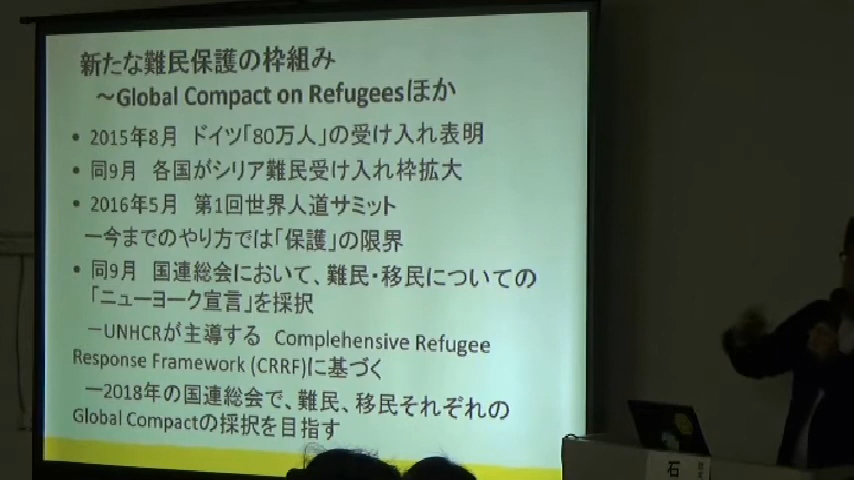 新たな難民保護の枠組み
～Global Compact on Refugeesほか
• 2015年8月 ドイツ「80万人」の受け入れ表明
• 同9月 各国がシリア難民受け入れ枠拡大
• 2016年5月 第1回世界人道サミット
―今までのやり方では「保護」の限界
• 同9月 国連総会において、難民・移民についての
「ニューヨーク宣言」を採択
―UNHCRが主導する Complehensive Refugee
Response Framework (CRRF)に基づく
―2018年の国連総会で、難民、移民それぞれの
Global Compactの採択を目指す
石